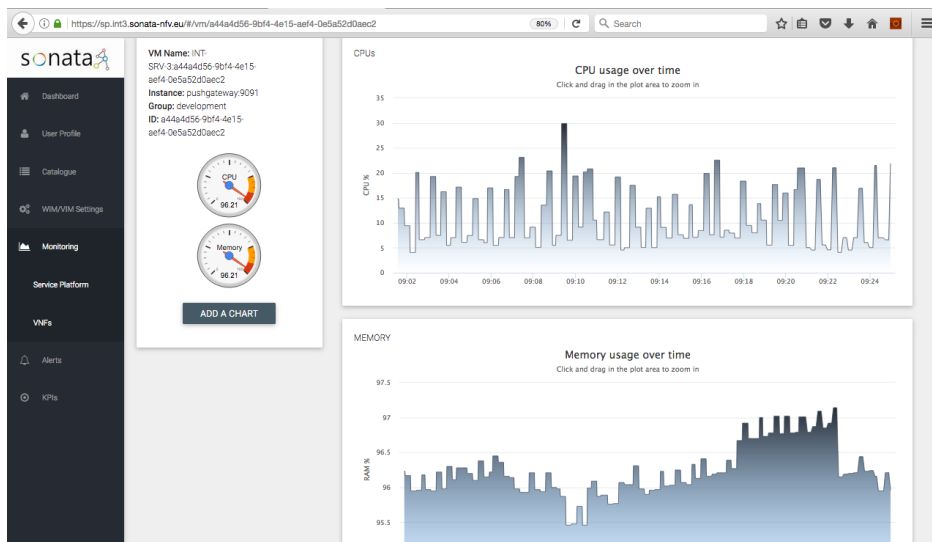 https://sp.int3.sonata-nfv.eu/#/vm/a44a4d56-9bf4-4e15-aef4-0e5a52d0aec2
80%
Search
sonata
Dashboard
User Profile
Catalogue
WIM/VIM Settings
Monitoring
Service Platform
VNFs
Alerts
KPIs
VM Name: INT-
SRV-3:a44a4d56-9bf4-4e15-
aef4-0e5a52d0aec2
Instance: pushgateway:9091
Group: development
ID: a44a4d56-9bf4-4e15-
aef4-0e5a52d0aec2
CPU
96.21
Memory
96.21
ADD A CHART
CPUs
CPU usage over time
Click and drag in the plot area to zoom in
CPU %
35
30
25
20
15
10
5
0
09:02 09:04 09:06 09:08 09:10 09:12 09:14 09:16 09:18 09:20 09:22 09:24
MEMORY
Memory usage over time
Click and drag in the plot area to zoom in
RAM %
97.5
97
96.5
96
95.5